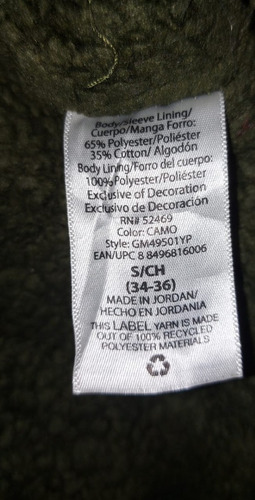 Body/Sleeve Lining/
Cuerpo/Manga Forro:
65% Polyester/Poliéster
35% Cotton/ Algodón
Body Lining/Forro del cuerpo:
100% Polyester/Poliéster
Exclusive of Decoration
Exclusivo de Decoración
RN# 52469
Color: CAMO
Style: GM49501YP
EAN/UPC 8 8496816006
S/CH
(34-36)
MADE IN JORDAN/
HECHO EN JORDANIA
THIS LABEL YARN IS MADE
OUT OF 100% RECYCLED
POLYESTER MATERIALS